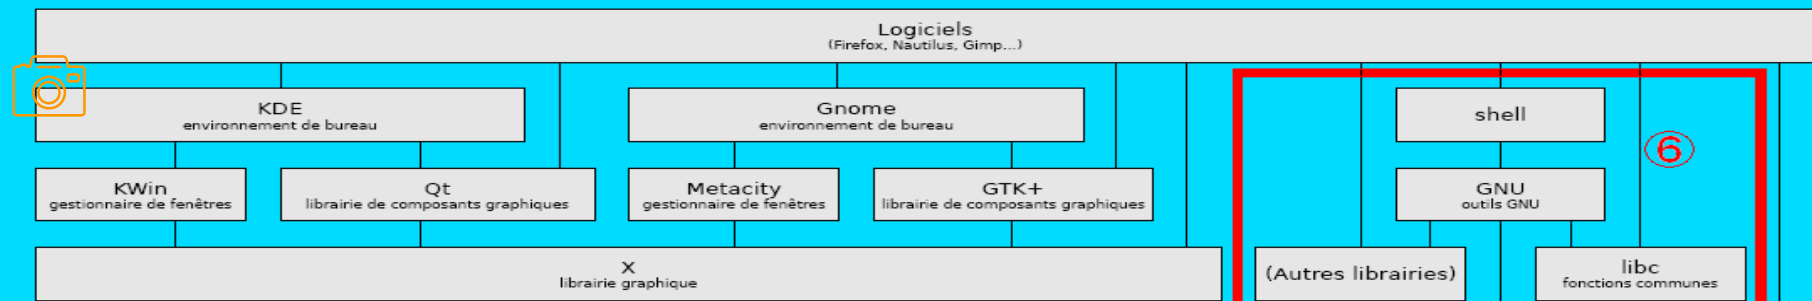 Logiciels
(Firefox, Nautilus, Gimp...)
KDE
environnement de bureau
Gnome
environnement de bureau
shell
⑥
KWin
gestionnaire de fenêtres
Qt
librairie de composants graphiques
Metacity
gestionnaire de fenêtres
GTK+
librairie de composants graphiques
GNU
outils GNU
X
librairie graphique
(Autres librairies)
libc
fonctions communes